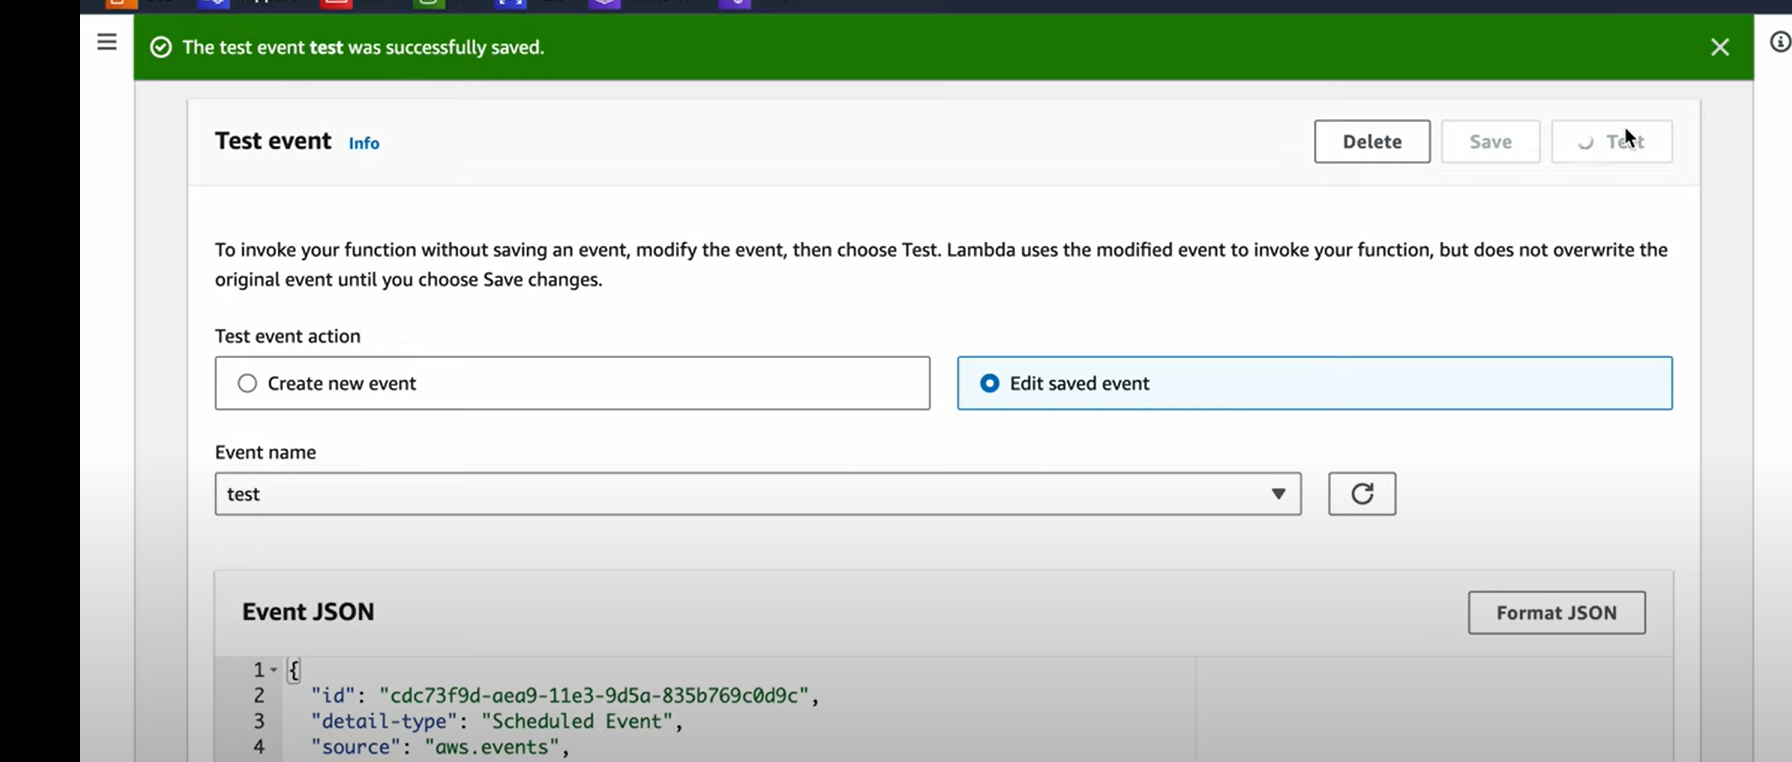 The test event test was successfully saved.
Test event Info
Delete
Save
Test
To invoke your function without saving an event, modify the event, then choose Test. Lambda uses the modified event to invoke your function, but does not overwrite the
original event until you choose Save changes.
Test event action
Create new event
Edit saved event
Event name
test
Event JSON
Format JSON
1 {
2 "id": "cdc73f9d-aea9-11e3-9d5a-835b769c0d9c",
3 "detail-type": "Scheduled Event",
4 "source": "aws.events",